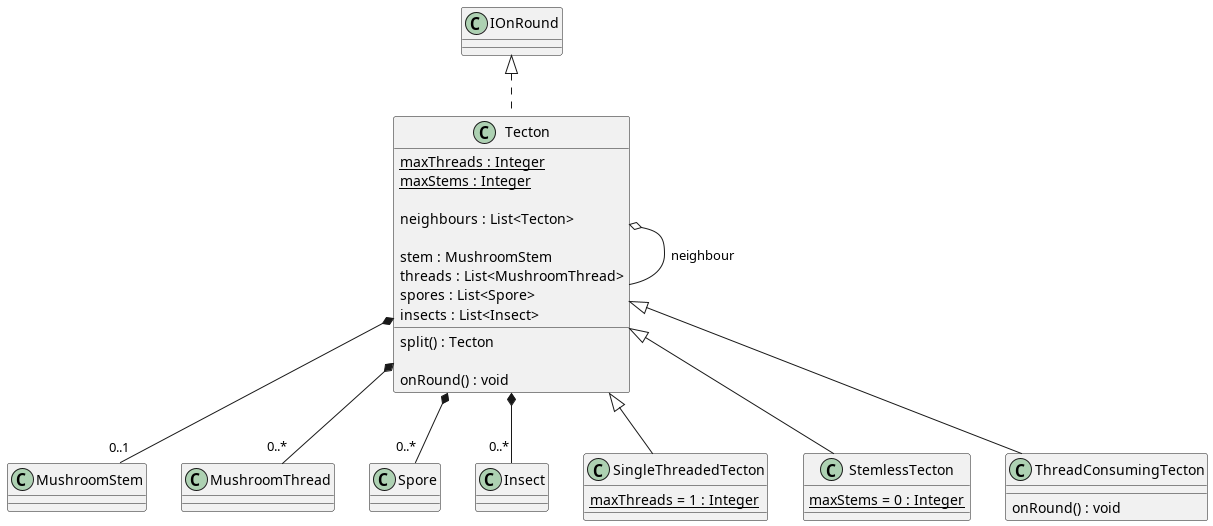 C IOnRound
C Tecton
maxThreads : Integer
maxStems : Integer
neighbours : List<Tecton>
stem : MushroomStem
threads : List<MushroomThread>
spores : List<Spore>
insects : List<Insect>
split() : Tecton
onRound() : void
neighbour
0..1
0..*
0..*
0..*
C MushroomStem
C MushroomThread
C Spore
C Insect
C SingleThreadedTecton
maxThreads = 1 : Integer
C StemlessTecton
maxStems = 0 : Integer
C ThreadConsumingTecton
onRound() : void